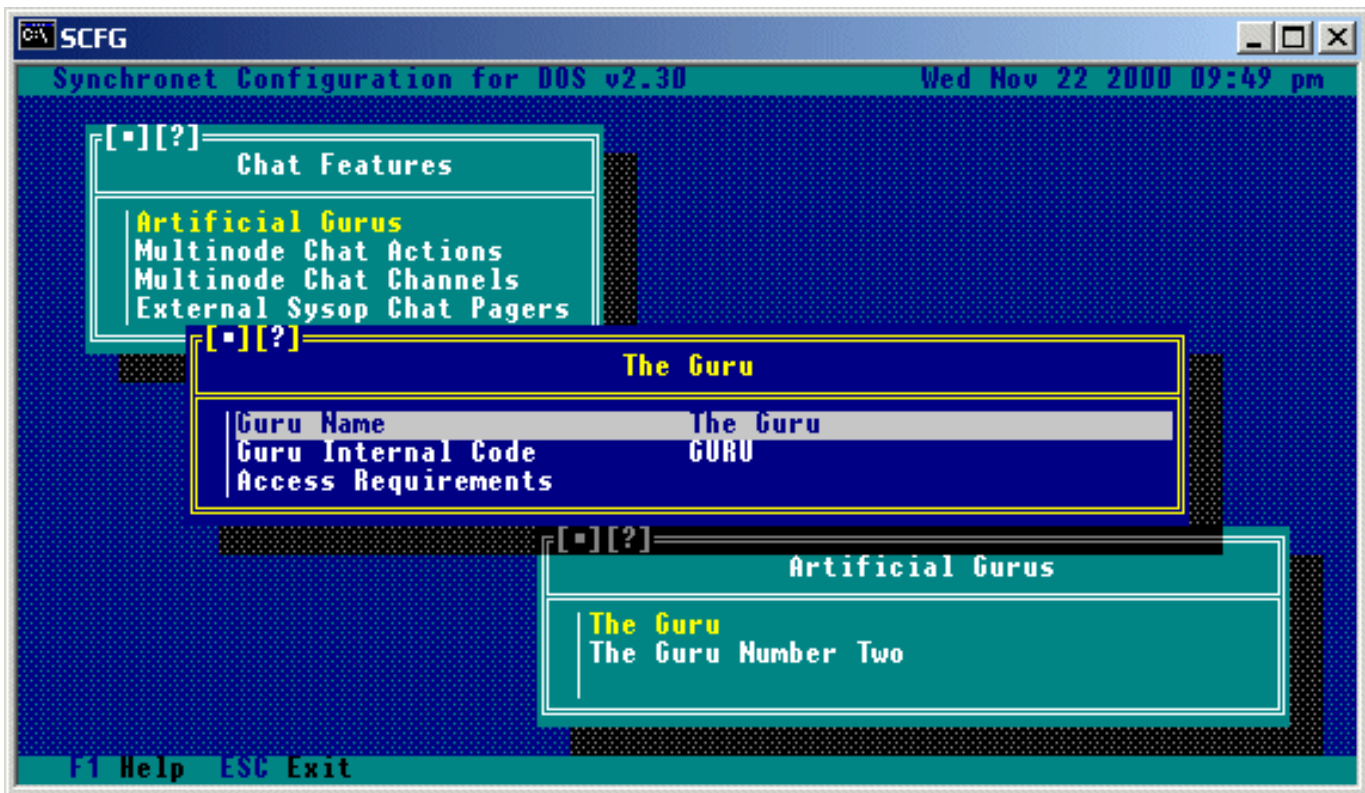 SCFG
Synchronet Configuration for DOS v2.30 Wed Nov 22 2000 09:49 pm
[▪][?]
Chat Features
Artificial Gurus
Multinode Chat Actions
Multinode Chat Channels
External Sysop Chat Pagers
[▪][?]
The Guru
Guru Name The Guru
Guru Internal Code GURU
Access Requirements
[▪][?]
Artificial Gurus
The Guru
The Guru Number Two
F1 Help ESC Exit